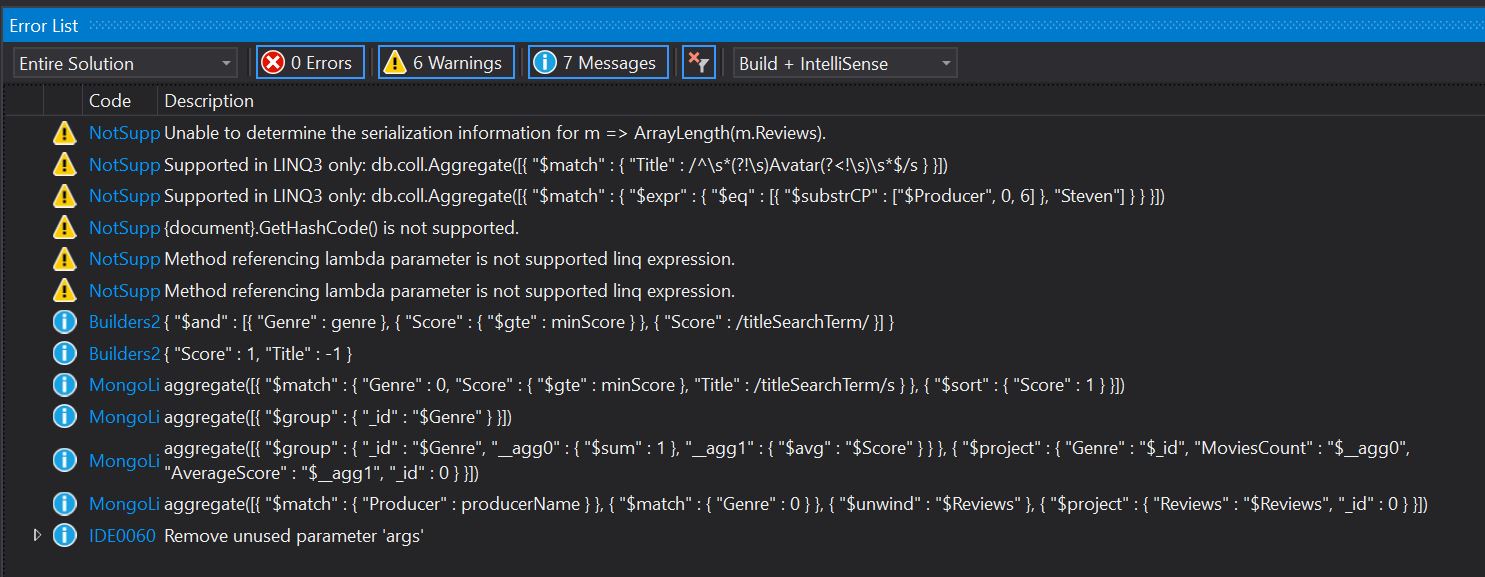 Error List
Entire Solution 0 Errors 6 Warnings 7 Messages Build + IntelliSense
Code Description
NotSupp Unable to determine the serialization information for m => ArrayLength(m.Reviews).
NotSupp Supported in LINQ3 only: db.coll.Aggregate([{ "$match" : { "Title" : /^\s*(?!\s)Avatar(?<!\s)\s*$/s } }])
NotSupp Supported in LINQ3 only: db.coll.Aggregate([{ "$match" : { "$expr" : { "$eq" : [{ "$substrCP" : ["$Producer", 0, 6] }, "Steven"] } } }])
NotSupp {document}.GetHashCode() is not supported.
NotSupp Method referencing lambda parameter is not supported linq expression.
NotSupp Method referencing lambda parameter is not supported linq expression.
Builders2 { "$and" : [{ "Genre" : genre }, { "Score" : { "$gte" : minScore } }, { "Score" : /titleSearchTerm/ }] }
Builders2 { "Score" : 1, "Title" : -1 }
MongoLi aggregate([{ "$match" : { "Genre" : 0, "Score" : { "$gte" : minScore }, "Title" : /titleSearchTerm/s } }, { "$sort" : { "Score" : 1 } }])
MongoLi aggregate([{ "$group" : { "_id" : "$Genre" } }])
MongoLi aggregate([{ "$group" : { "_id" : "$Genre", "__agg0" : { "$sum" : 1 }, "__agg1" : { "$avg" : "$Score" } } }, { "$project" : { "Genre" : "$_id", "MoviesCount" : "$__agg0",
"AverageScore" : "$__agg1", "_id" : 0 } }])
MongoLi aggregate([{ "$match" : { "Producer" : producerName } }, { "$match" : { "Genre" : 0 } }, { "$unwind" : "$Reviews" }, { "$project" : { "Reviews" : "$Reviews", "_id" : 0 } }])
IDE0060 Remove unused parameter 'args'